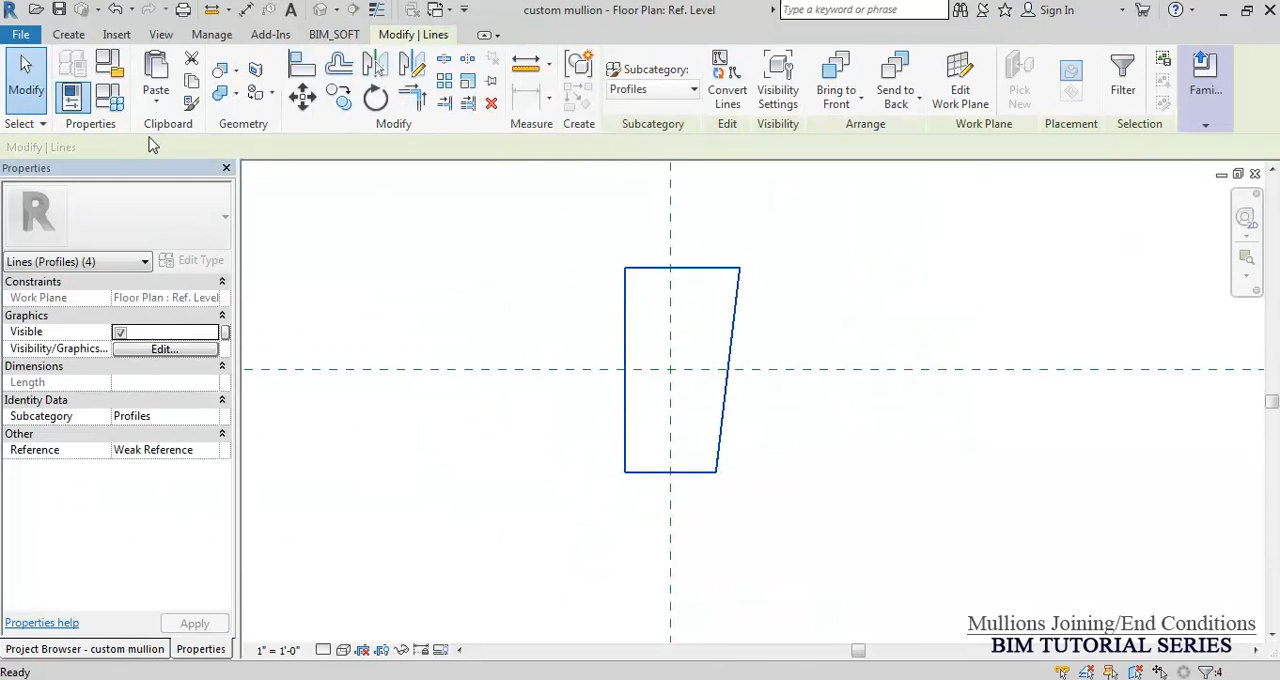 custom mullion - Floor Plan: Ref. Level
Type a keyword or phrase
Sign In
File
Create
Insert
View
Manage
Add-Ins
BIM_SOFT
Modify | Lines
Modify
Paste
Subcategory:
Profiles
Convert
Lines
Visibility
Settings
Bring to
Front
Send to
Back
Edit
Work Plane
Pick
New
Filter
Fami...
Select
Properties
Clipboard
Geometry
Modify
Measure
Create
Subcategory
Edit
Visibility
Arrange
Work Plane
Placement
Selection
Modify | Lines
Properties
R
Lines (Profiles) (4)
Edit Type
Constraints
Work Plane
Floor Plan : Ref. Level
Graphics
Visible
Visibility/Graphics...
Edit...
Dimensions
Length
Identity Data
Subcategory
Profiles
Other
Reference
Weak Reference
Properties help
Apply
Project Browser - custom mullion
Properties
1" = 1'-0"
Mullions Joining/End Conditions
BIM TUTORIAL SERIES
Ready
:4